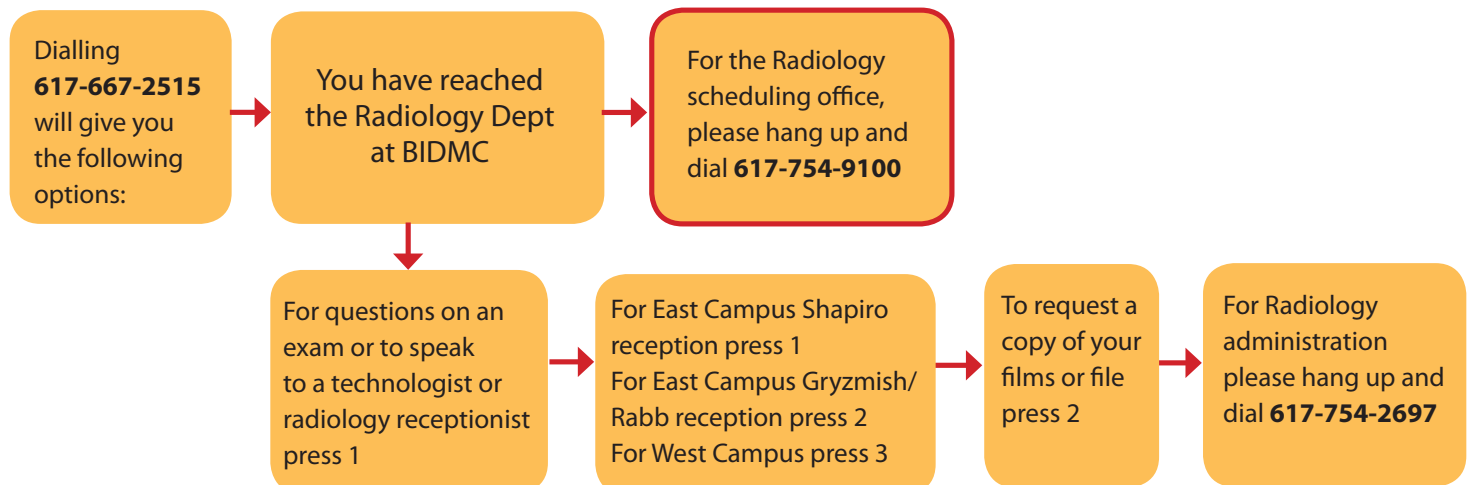 Dialling
617-667-2515
will give you
the following
options:
You have reached
the Radiology Dept
at BIDMC
For the Radiology
scheduling office,
please hang up and
dial 617-754-9100
For questions on an
exam or to speak
to a technologist or
radiology receptionist
press 1
For East Campus Shapiro
reception press 1
For East Campus Gryzmish/
Rabb reception press 2
For West Campus press 3
To request a
copy of your
films or file
press 2
For Radiology
administration
please hang up and
dial 617-754-2697